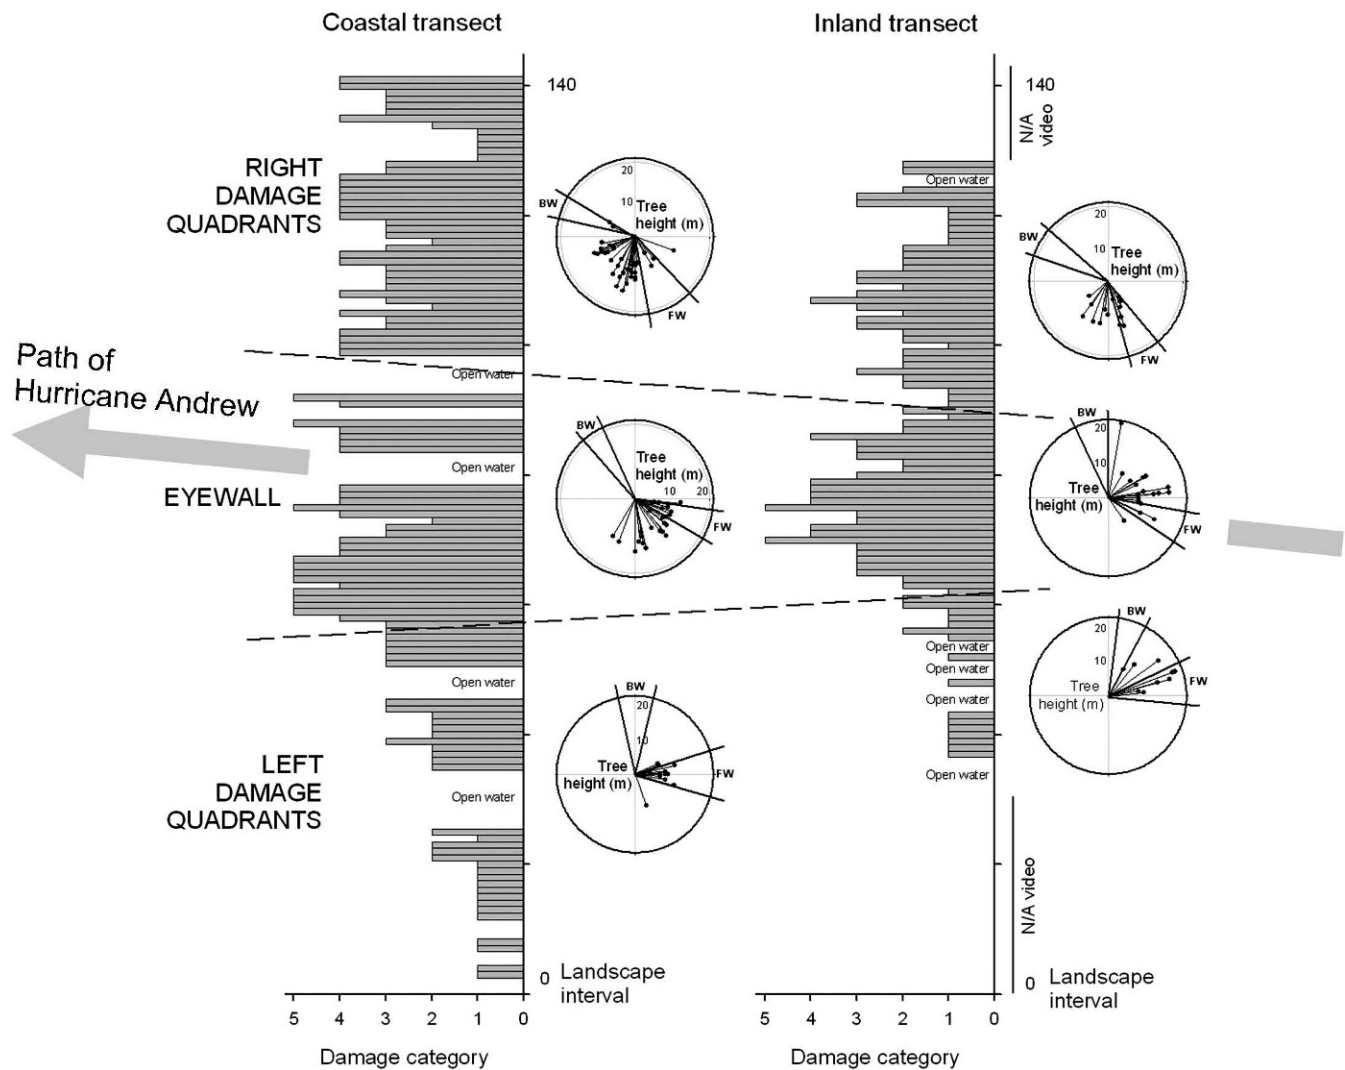 Coastal transect
Inland transect
140
140
N/A
video
RIGHT
DAMAGE
QUADRANTS
Open water
20
10
BW
Tree
height (m)
FW
20
10
BW
Tree
height (m)
FW
Path of
Hurricane Andrew
Open water
BW
Tree
height (m)
10 20
FW
BW
20
10
Tree
height (m)
FW
Open water
EYEWALL
Open water
Open water
Open water
Open water
Open water
BW
20
10
Tree
height (m)
FW
BW
20
10
Tree
height (m)
FW
LEFT
DAMAGE
QUADRANTS
Open water
N/A video
0
Landscape
interval
0
Landscape
interval
5 4 3 2 1 0
5 4 3 2 1 0
Damage category
Damage category